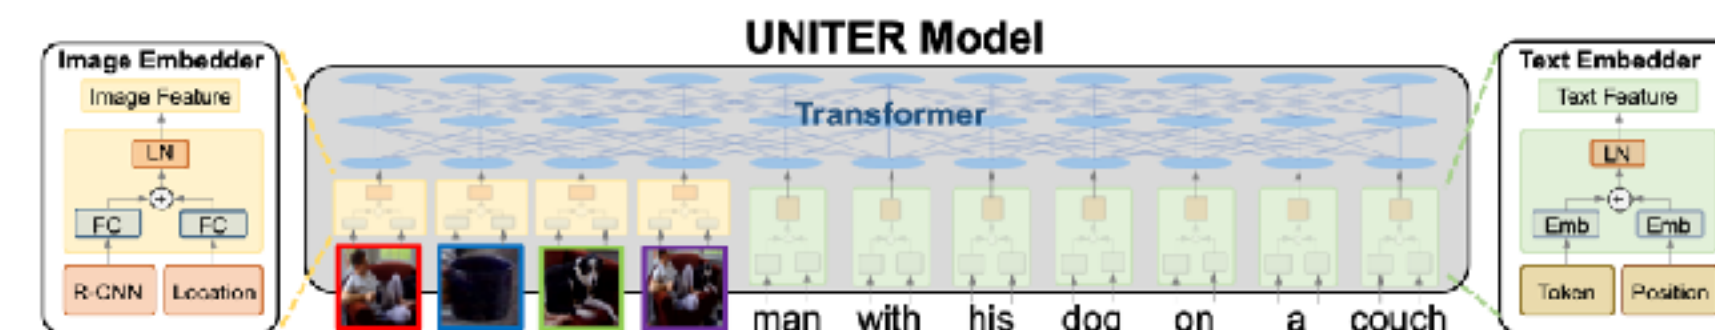 UNITER Model
Image Embedder
Image Feature
LN
FC FC
R-CNN Location
Transformer
man with his dog on a couch
Text Embedder
Text Feature
LN
Emb Emb
Token Position